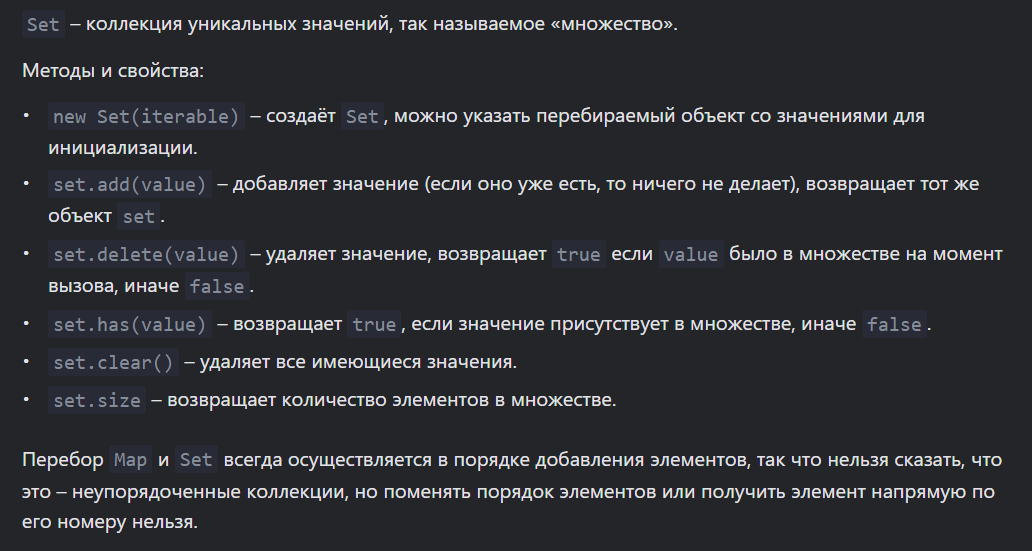 Set – коллекция уникальных значений, так называемое «множество».
Методы и свойства:
• new Set(iterable) – создаёт Set, можно указать перебираемый объект со значениями для
инициализации.
• set.add(value) – добавляет значение (если оно уже есть, то ничего не делает), возвращает тот же
объект set.
• set.delete(value) – удаляет значение, возвращает true если value было в множестве на момент
вызова, иначе false.
• set.has(value) – возвращает true, если значение присутствует в множестве, иначе false.
• set.clear() – удаляет все имеющиеся значения.
• set.size – возвращает количество элементов в множестве.
Перебор Map и Set всегда осуществляется в порядке добавления элементов, так что нельзя сказать, что
это – неупорядоченные коллекции, но поменять порядок элементов или получить элемент напрямую по
его номеру нельзя.